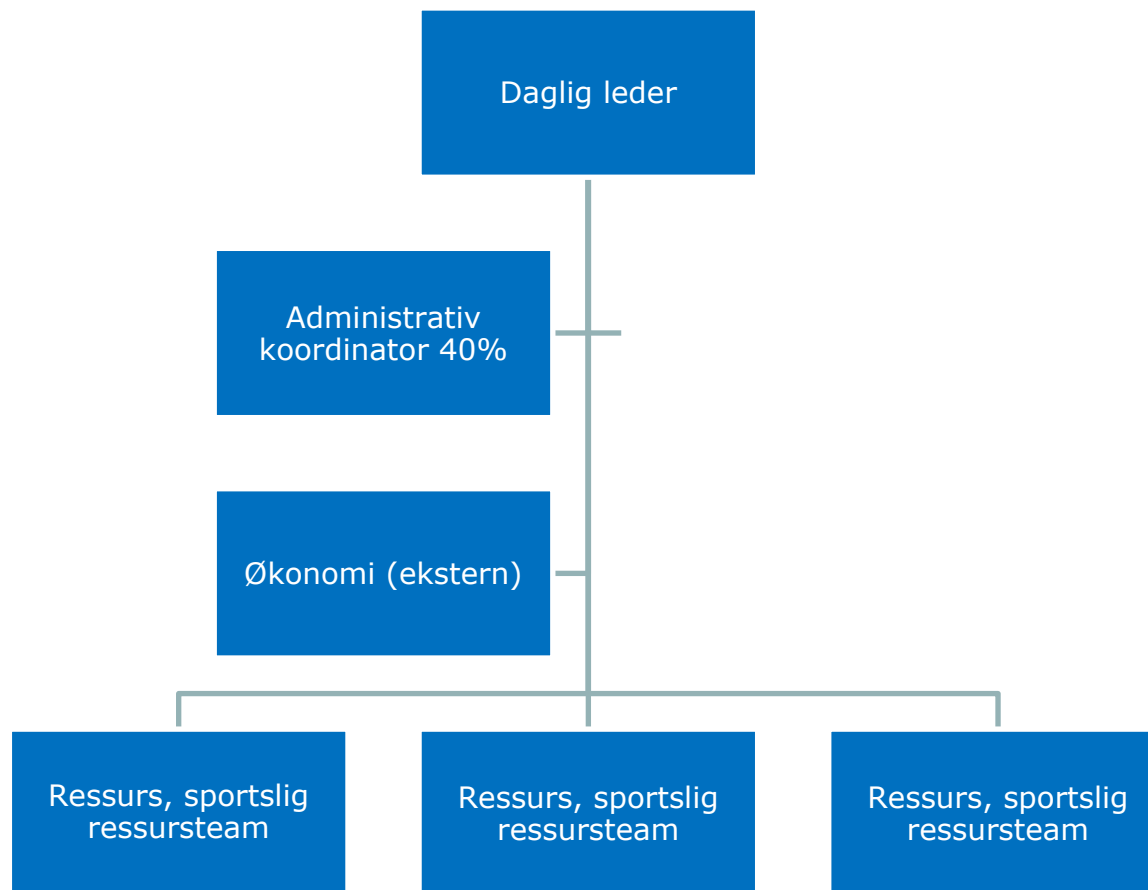 Daglig leder
Administrativ
koordinator 40%
Økonomi (ekstern)
Ressurs, sportslig
ressursteam
Ressurs, sportslig
ressursteam
Ressurs, sportslig
ressursteam